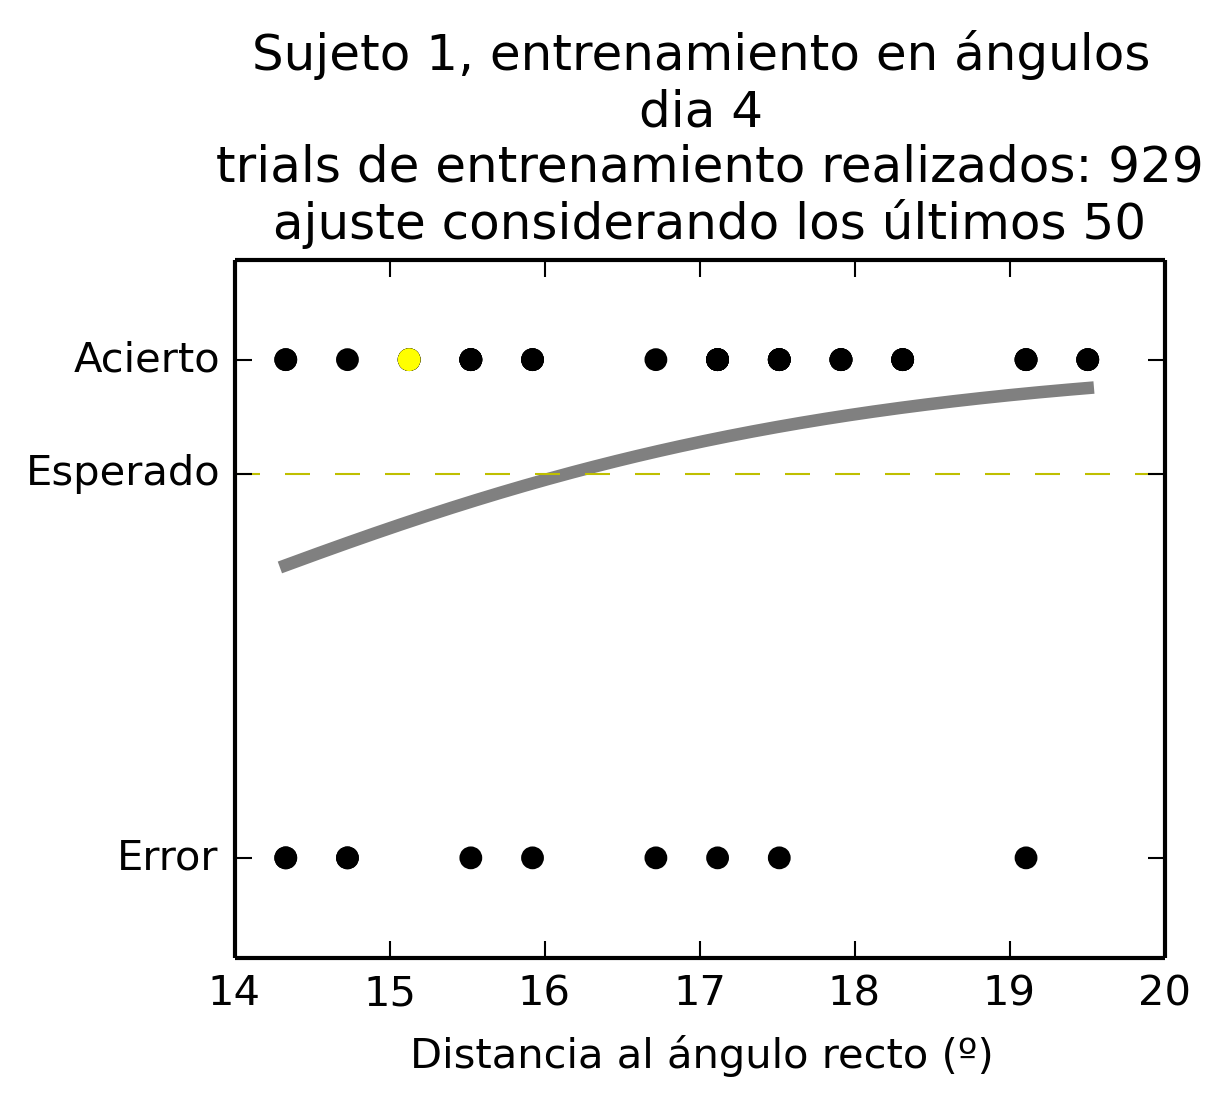 Sujeto 1, entrenamiento en ángulos
dia 4
trials de entrenamiento realizados: 929
ajuste considerando los últimos 50
Acierto
Esperado
Error
14 15 16 17 18 19 20
Distancia al ángulo recto (º)